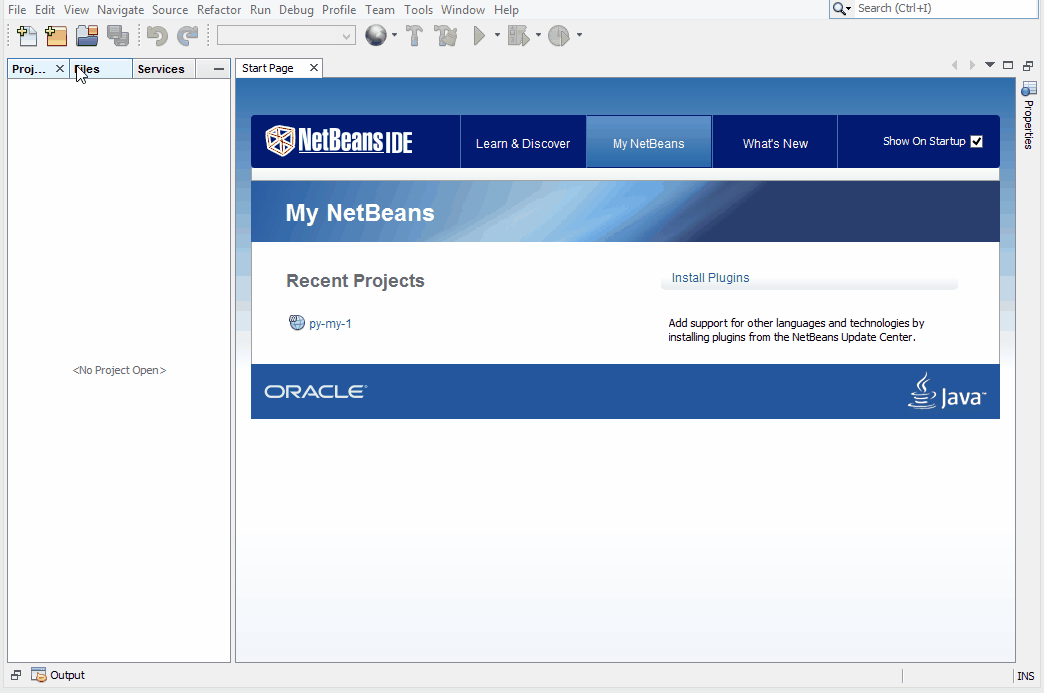 File Edit View Navigate Source Refactor Run Debug Profile Team Tools Window Help
Search (Ctrl+I)
Proj... Files Services
Start Page
Properties
NetBeans IDE
Learn & Discover
My NetBeans
What's New
Show On Startup
My NetBeans
Recent Projects
Install Plugins
py-my-1
Add support for other languages and technologies by
installing plugins from the NetBeans Update Center.
<No Project Open>
ORACLE®
Java™
Output
INS